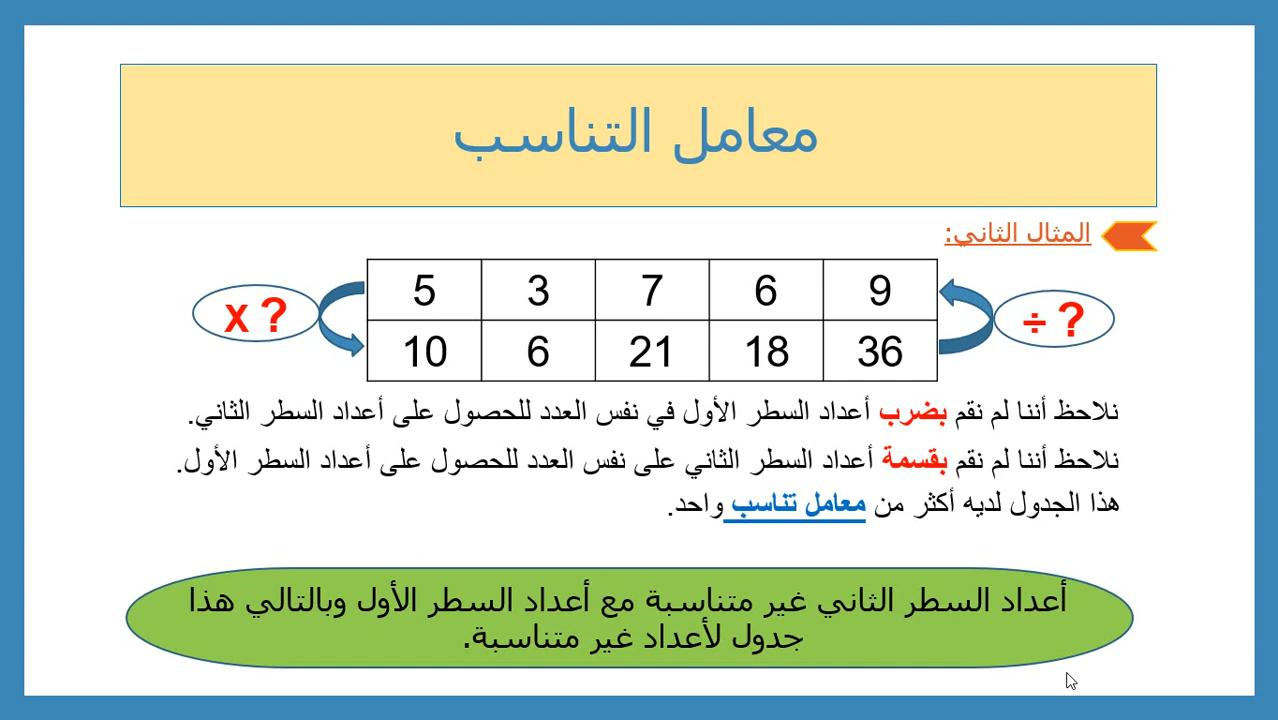 معامل التناسب
المثال الثاني:
5 3 7 6 9
x ?
÷ ?
10 6 21 18 36
نلاحظ أننا لم نقم بضرب أعداد السطر الأول في نفس العدد للحصول على أعداد السطر الثاني.
نلاحظ أننا لم نقم بقسمة أعداد السطر الثاني على نفس العدد للحصول على أعداد السطر الأول.
هذا الجدول لديه أكثر من معامل تناسب واحد.
أعداد السطر الثاني غير متناسبة مع أعداد السطر الأول وبالتالي هذا
جدول لأعداد غير متناسبة.